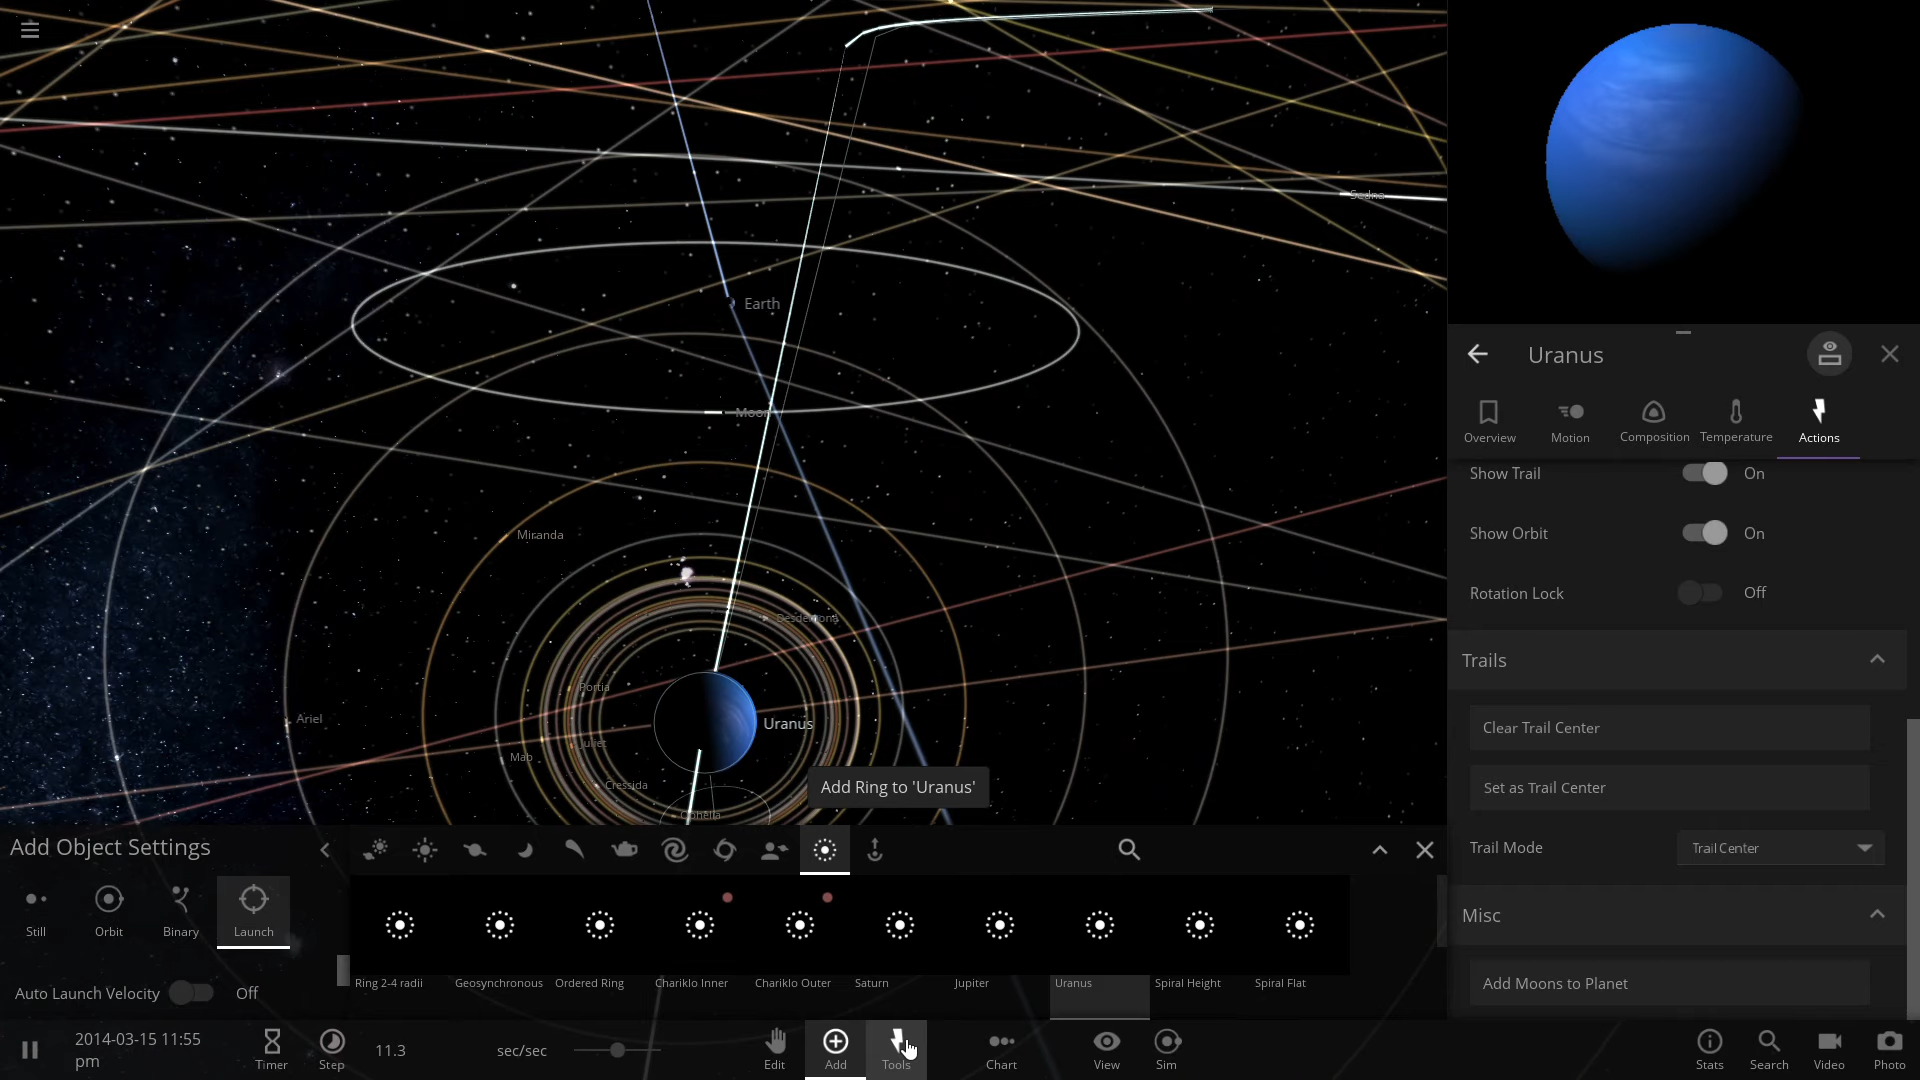 Sedna
Earth
Moon
Miranda
Desdemona
Portia
Ariel
Uranus
Juliet
Mab
Cressida
Ophelia
Add Ring to 'Uranus'
Uranus
Overview
Motion
Composition
Temperature
Actions
Show Trail
On
Show Orbit
On
Rotation Lock
Off
Trails
Clear Trail Center
Set as Trail Center
Trail Mode
Trail Center
Misc
Add Moons to Planet
Add Object Settings
Still
Orbit
Binary
Launch
Auto Launch Velocity
Off
Ring 2-4 radii
Geosynchronous
Ordered Ring
Chariklo Inner
Chariklo Outer
Saturn
Jupiter
Uranus
Spiral Height
Spiral Flat
2014-03-15 11:55
pm
Timer
Step
11.3
sec/sec
Edit
Add
Tools
Chart
View
Sim
Stats
Search
Video
Photo